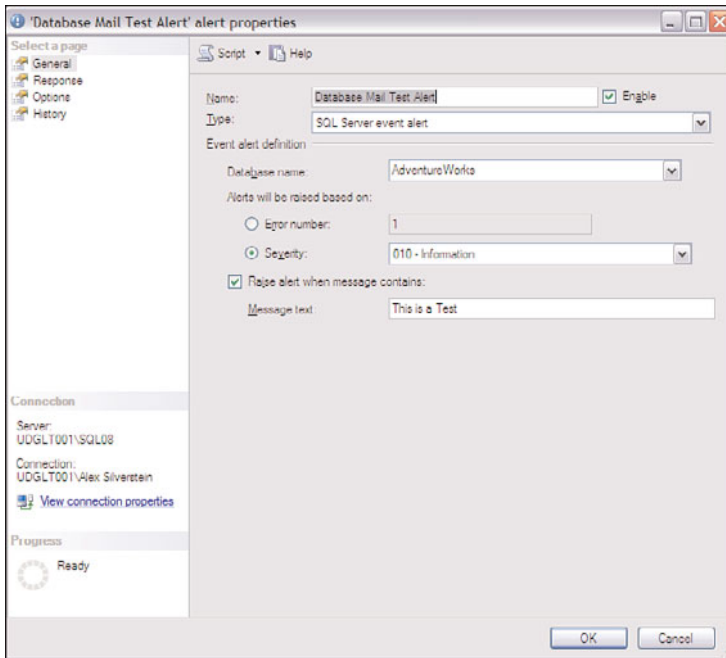 'Database Mail Test Alert' alert properties
Select a page
General
Response
Options
History
Script
Help
Name:
Database Mail Test Alert
Enable
Type:
SQL Server event alert
Event alert definition
Database name:
AdventureWorks
Alerts will be raised based on:
Error number:
1
Severity:
010 - Information
Raise alert when message contains:
Message text:
This is a Test
Connection
Server:
UDGLT001\SQL08
Connection:
UDGLT001\Alex Silverstein
View connection properties
Progress
Ready
OK
Cancel